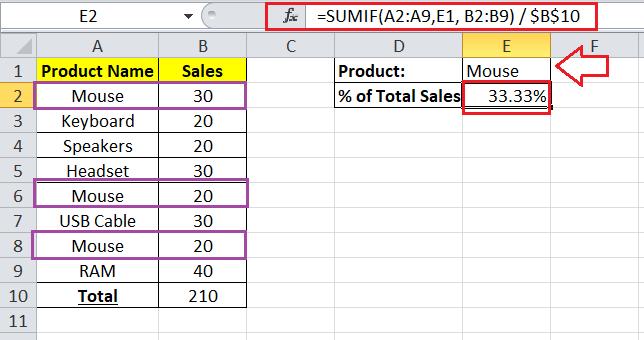 E2 fx =SUMIF(A2:A9,E1, B2:B9) / $B$10
A B C D E F
1 Product Name Sales Product: Mouse
2 Mouse 30 % of Total Sales 33.33%
3 Keyboard 20
4 Speakers 20
5 Headset 30
6 Mouse 20
7 USB Cable 30
8 Mouse 20
9 RAM 40
10 Total 210
11